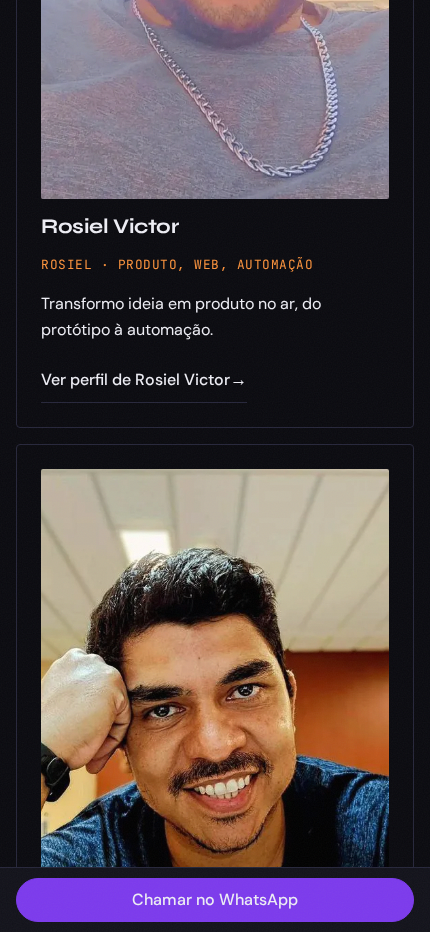 Rosiel Victor
ROSIEL · PRODUTO, WEB, AUTOMAÇÃO
Transformo ideia em produto no ar, do
protótipo à automação.
Ver perfil de Rosiel Victor→
Chamar no WhatsApp